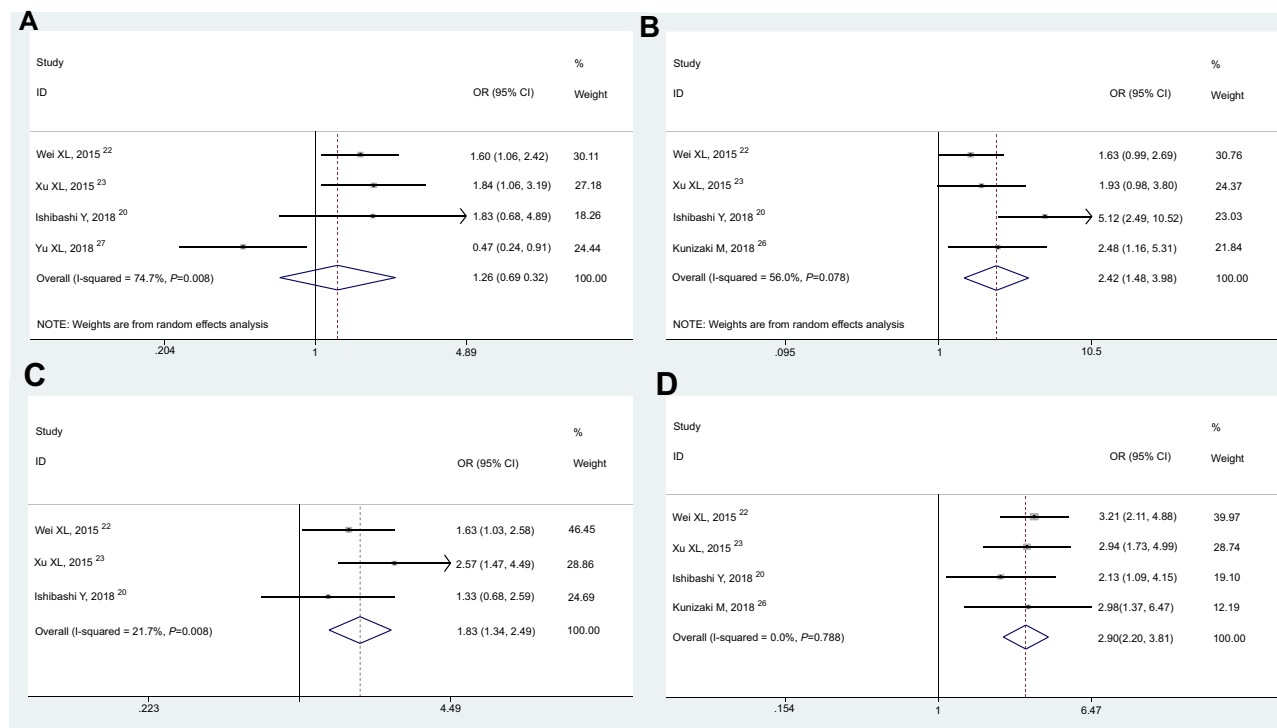 A
Study %
ID OR (95% CI) Weight
Wei XL, 2015 22 1.60 (1.06, 2.42) 30.11
Xu XL, 2015 23 1.84 (1.06, 3.19) 27.18
Ishibashi Y, 2018 20 1.83 (0.68, 4.89) 18.26
Yu XL, 2018 27 0.47 (0.24, 0.91) 24.44
Overall (I-squared = 74.7%, P=0.008) 1.26 (0.69 0.32) 100.00
NOTE: Weights are from random effects analysis
.204 1 4.89
B
Study %
ID OR (95% CI) Weight
Wei XL, 2015 22 1.63 (0.99, 2.69) 30.76
Xu XL, 2015 23 1.93 (0.98, 3.80) 24.37
Ishibashi Y, 2018 20 5.12 (2.49, 10.52) 23.03
Kunizaki M, 2018 26 2.48 (1.16, 5.31) 21.84
Overall (I-squared = 56.0%, P=0.078) 2.42 (1.48, 3.98) 100.00
NOTE: Weights are from random effects analysis
.095 1 10.5
C
Study %
ID OR (95% CI) Weight
Wei XL, 2015 22 1.63 (1.03, 2.58) 46.45
Xu XL, 2015 23 2.57 (1.47, 4.49) 28.86
Ishibashi Y, 2018 20 1.33 (0.68, 2.59) 24.69
Overall (I-squared = 21.7%, P=0.008) 1.83 (1.34, 2.49) 100.00
.223 4.49
D
Study %
ID OR (95% CI) Weight
Wei XL, 2015 22 3.21 (2.11, 4.88) 39.97
Xu XL, 2015 23 2.94 (1.73, 4.99) 28.74
Ishibashi Y, 2018 20 2.13 (1.09, 4.15) 19.10
Kunizaki M, 2018 26 2.98(1.37, 6.47) 12.19
Overall (I-squared = 0.0%, P=0.788) 2.90(2.20, 3.81) 100.00
.154 1 6.47